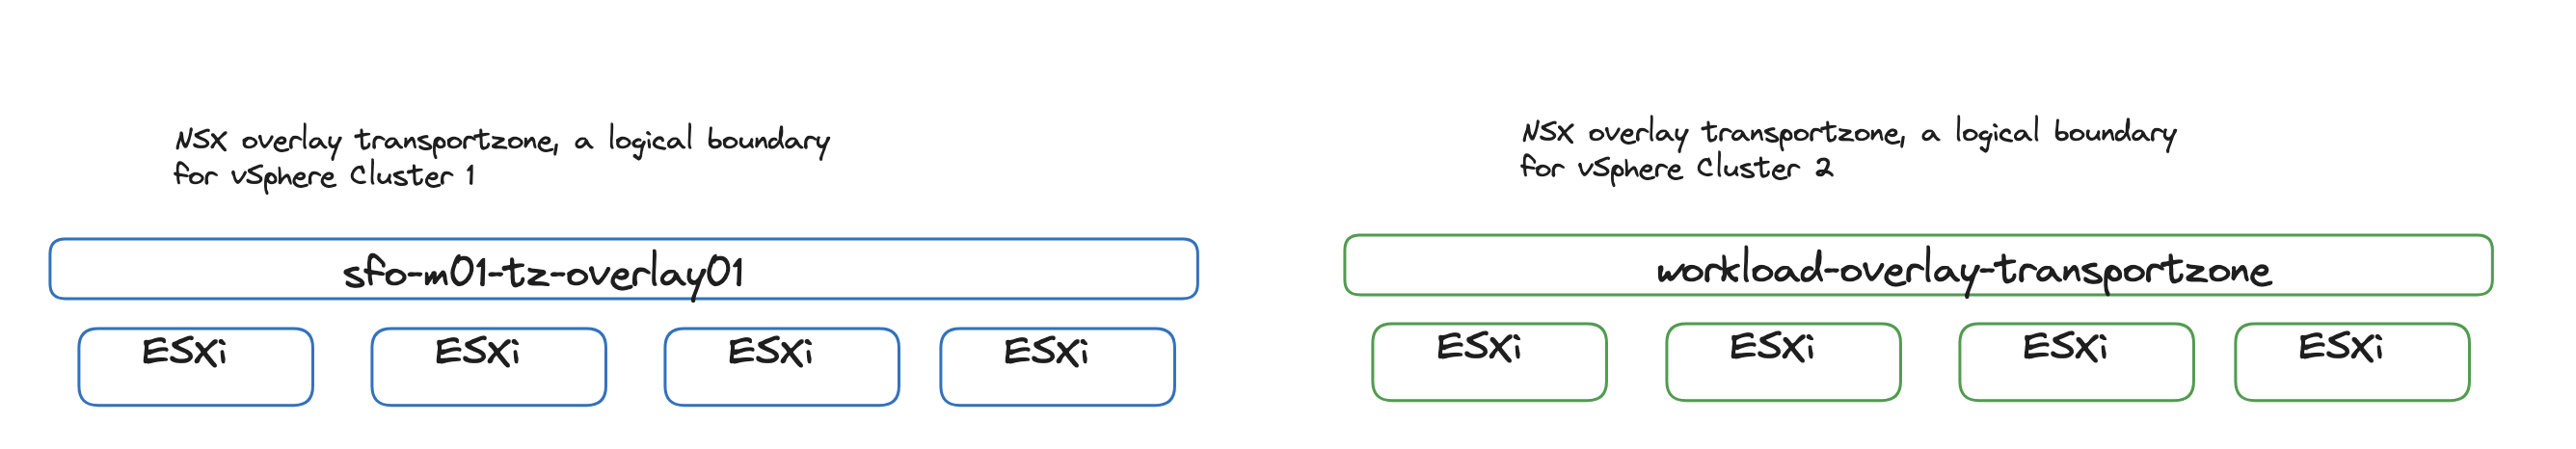 NSX overlay transportzone, a logical boundary
for vSphere Cluster 1
sfo-m01-tz-overlay01
ESXi
ESXi
ESXi
ESXi
NSX overlay transportzone, a logical boundary
for vSphere Cluster 2
workload-overlay-transportzone
ESXi
ESXi
ESXi
ESXi